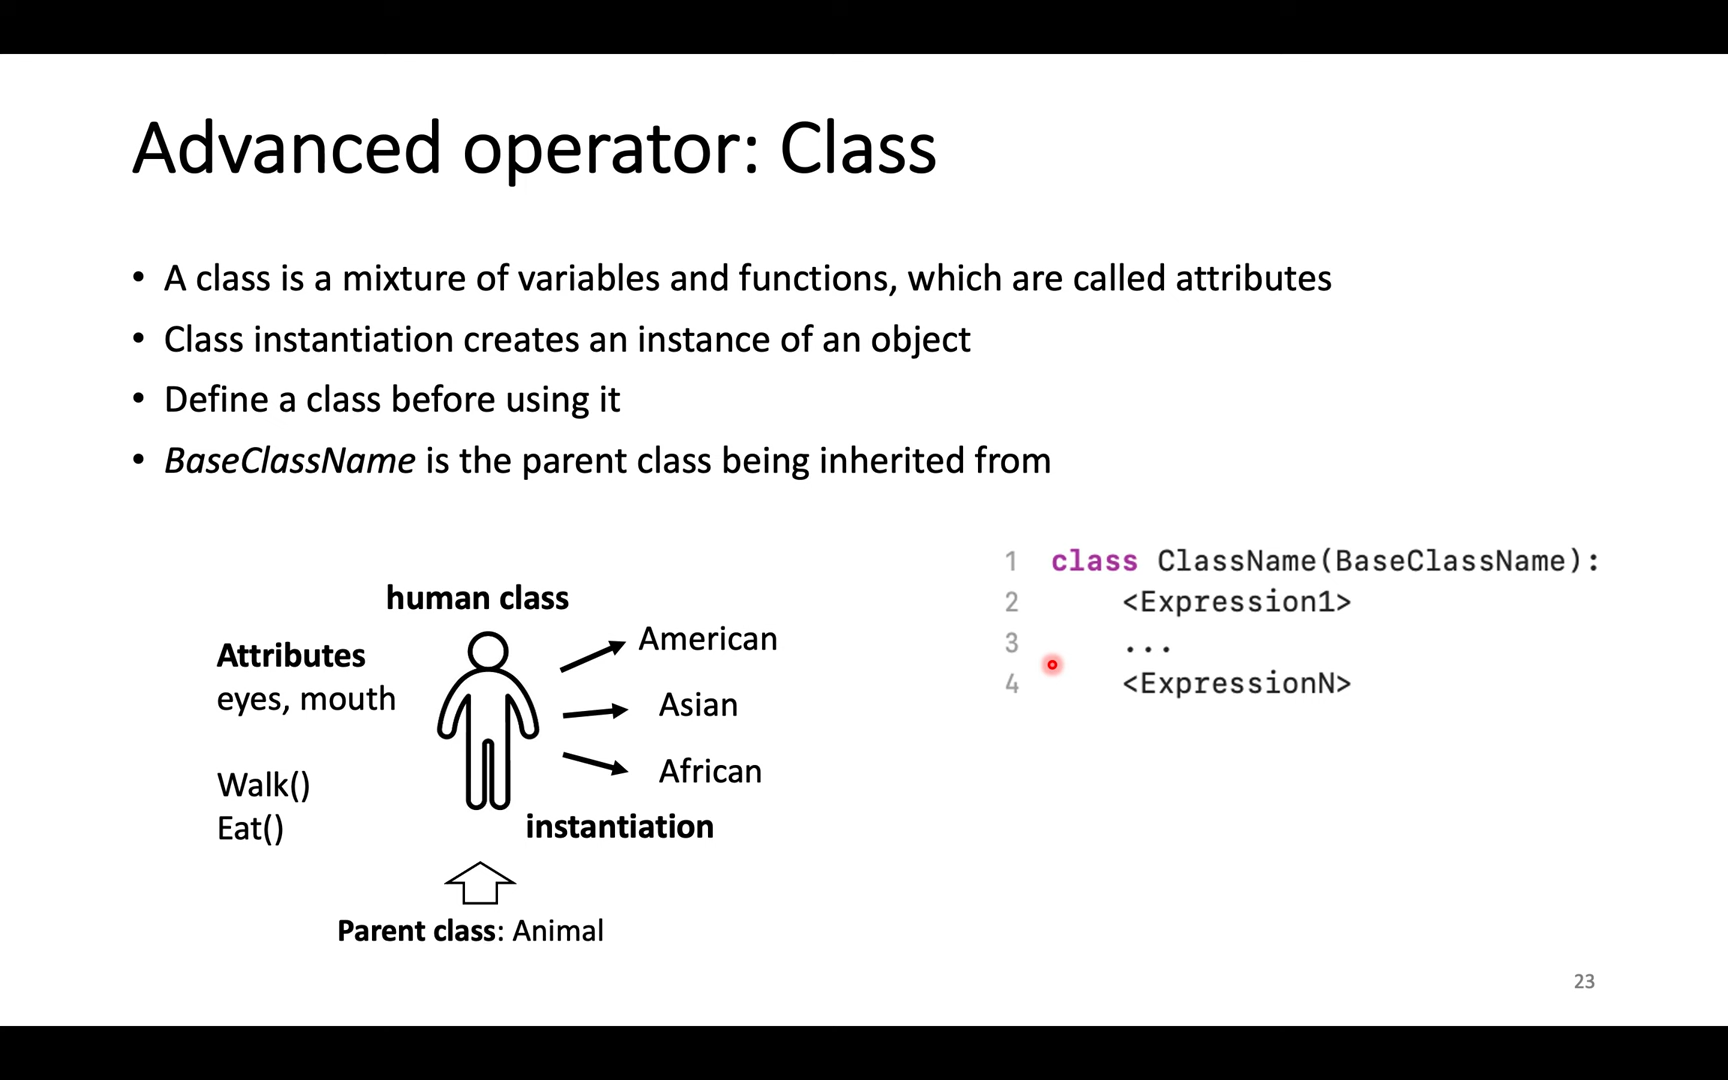 Advanced operator: Class
• A class is a mixture of variables and functions, which are called attributes
• Class instantiation creates an instance of an object
• Define a class before using it
• BaseClassName is the parent class being inherited from
human class
Attributes
eyes, mouth
Walk()
Eat()
American
Asian
African
instantiation
Parent class: Animal
1 class ClassName(BaseClassName):
2 <Expression1>
3 ...
4 <ExpressionN>
23